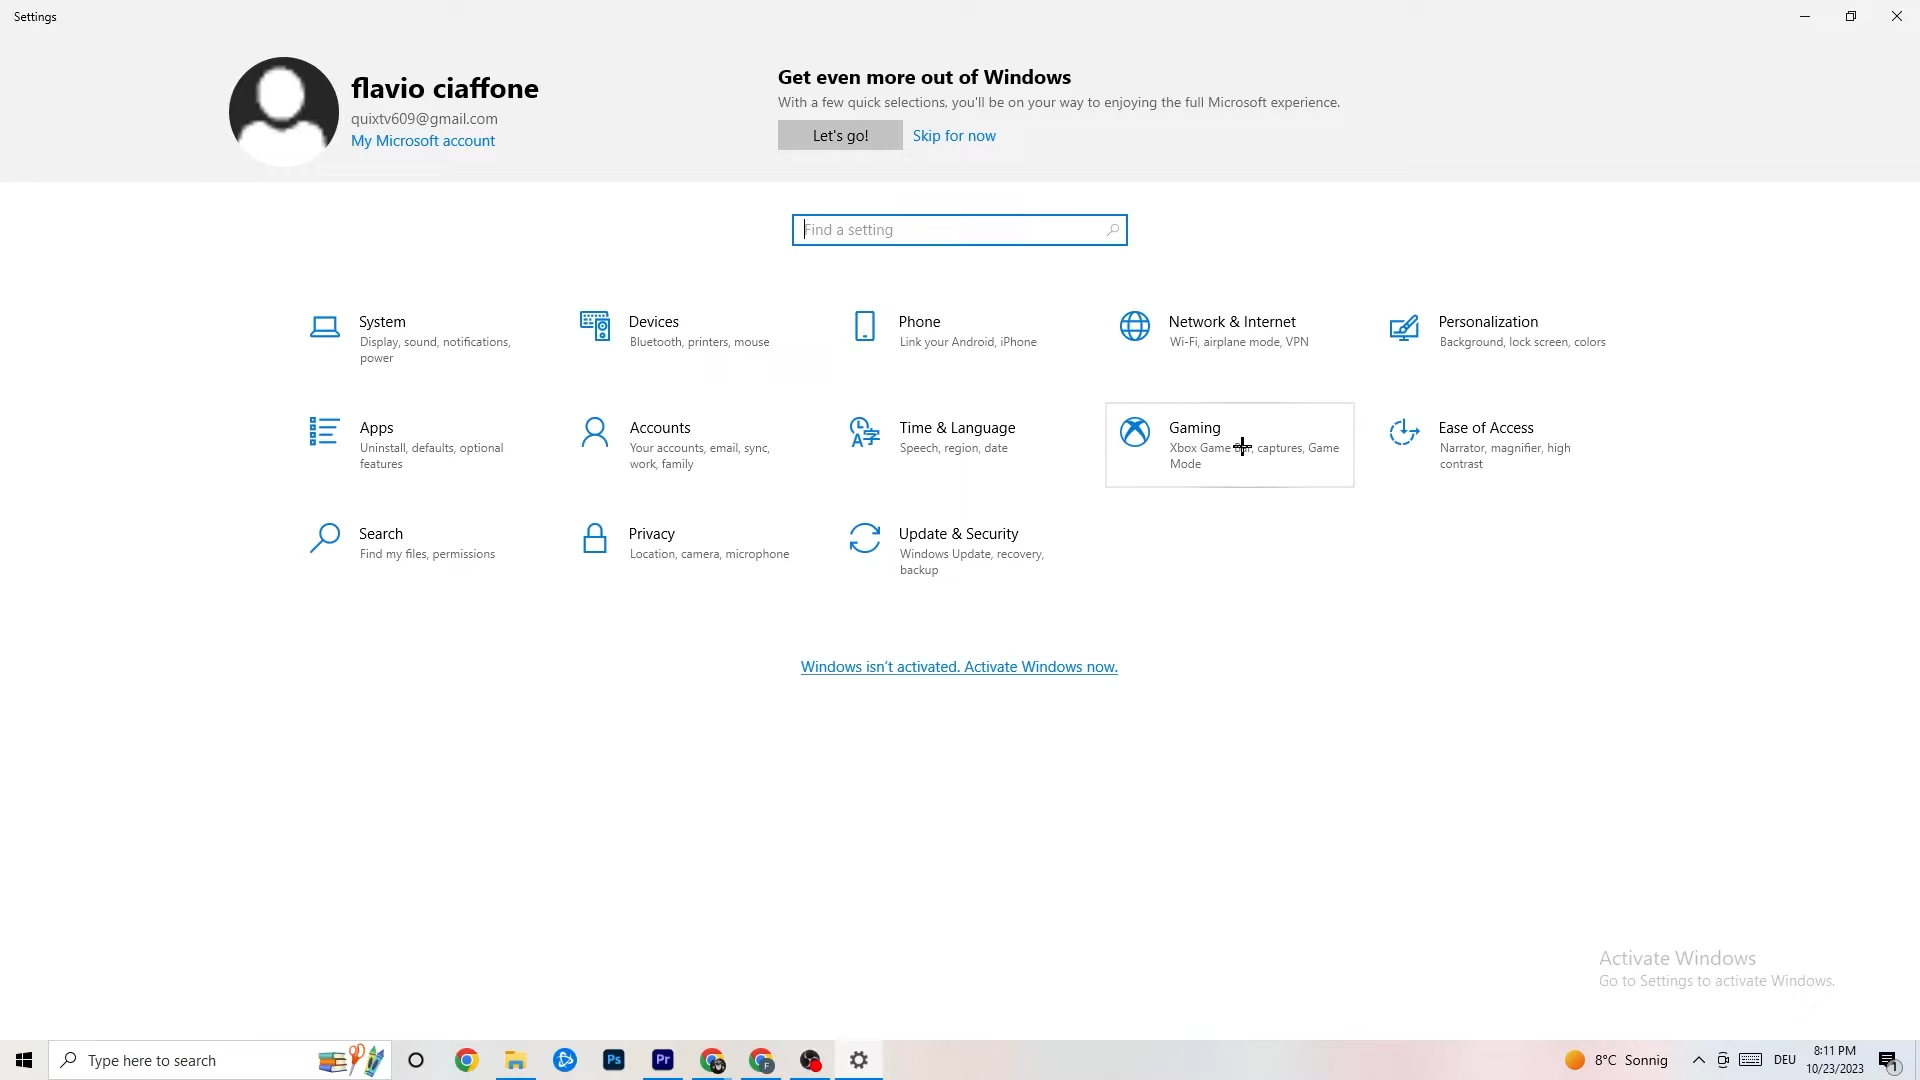 Settings
flavio ciaffone
quixtv609@gmail.com
My Microsoft account
Get even more out of Windows
With a few quick selections, you'll be on your way to enjoying the full Microsoft experience.
Let's go!
Skip for now
Find a setting
System
Display, sound, notifications,
power
Devices
Bluetooth, printers, mouse
Phone
Link your Android, iPhone
Network & Internet
Wi-Fi, airplane mode, VPN
Personalization
Background, lock screen, colors
Apps
Uninstall, defaults, optional
features
Accounts
Your accounts, email, sync,
work, family
Time & Language
Speech, region, date
Gaming
Xbox Game Bar, captures, Game
Mode
Ease of Access
Narrator, magnifier, high
contrast
Search
Find my files, permissions
Privacy
Location, camera, microphone
Update & Security
Windows Update, recovery,
backup
Windows isn't activated. Activate Windows now.
Activate Windows
Go to Settings to activate Windows.
Type here to search
Ps
Pr
F
8°C Sonnig
DEU
8:11 PM
10/23/2023
1